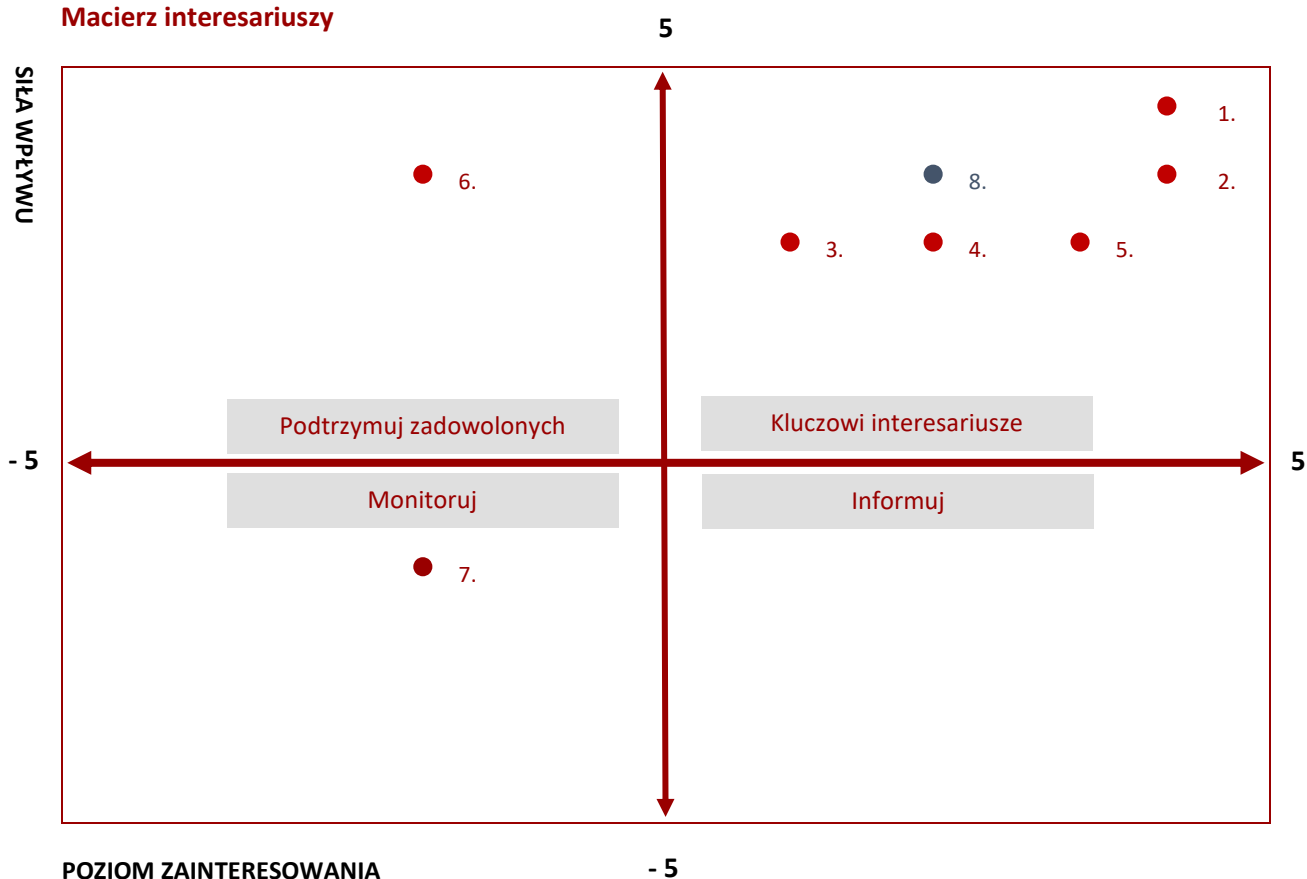 Macierz interesariuszy
5
SIŁA WPŁYWU
1.
6.
8.
2.
3.
4.
5.
Podtrzymuj zadowolonych
Kluczowi interesariusze
- 5
5
Monitoruj
Informuj
7.
POZIOM ZAINTERESOWANIA
- 5